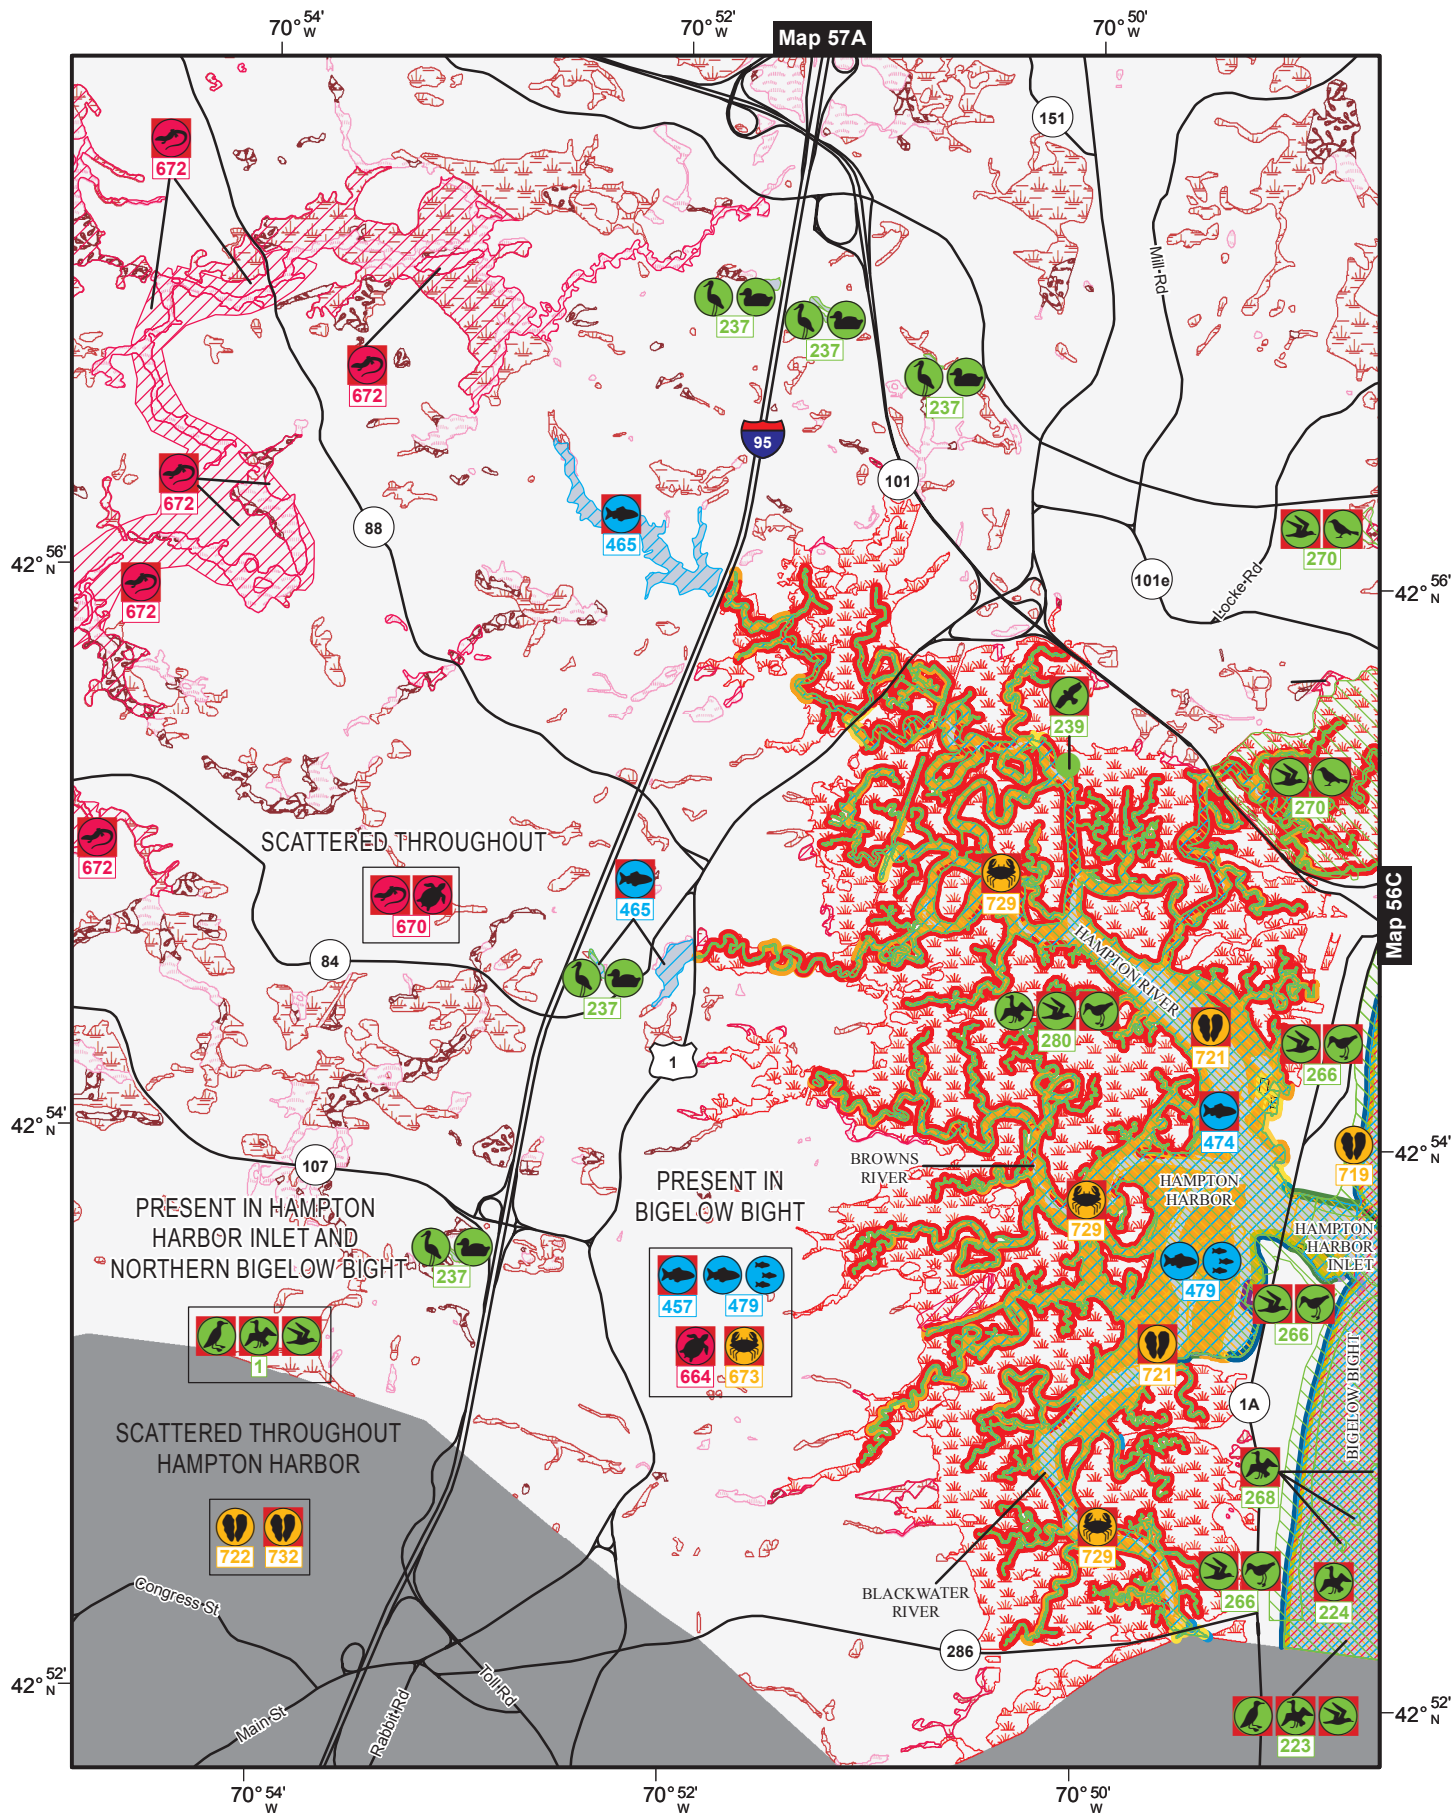 70°54'W
70°52'W
70°50'W
Map 57A
151
672
Mill Rd
237
237
672
237
95
672
101
465
88
270
42°56'N
42°56'N
101e
672
Locke Rd
239
270
672
SCATTERED THROUGHOUT
670
465
729
Map 56C
84
HAMPTON RIVER
237
280
721
266
1
474
42°54'N
42°54'N
107
BROWNS
RIVER
719
PRESENT IN HAMPTON
HARBOR INLET AND
NORTHERN BIGELOW BIGHT
PRESENT IN
BIGELOW BIGHT
HAMPTON
HARBOR
729
HAMPTON
HARBOR
INLET
237
457
479
479
266
1
664
673
721
BIGELOW BIGHT
1A
SCATTERED THROUGHOUT
HAMPTON HARBOR
268
722
732
729
BLACKWATER
RIVER
266
224
Congress St
286
42°52'N
42°52'N
Main St
Rabbit Rd
Toll Rd
223
70°54'W
70°52'W
70°50'W